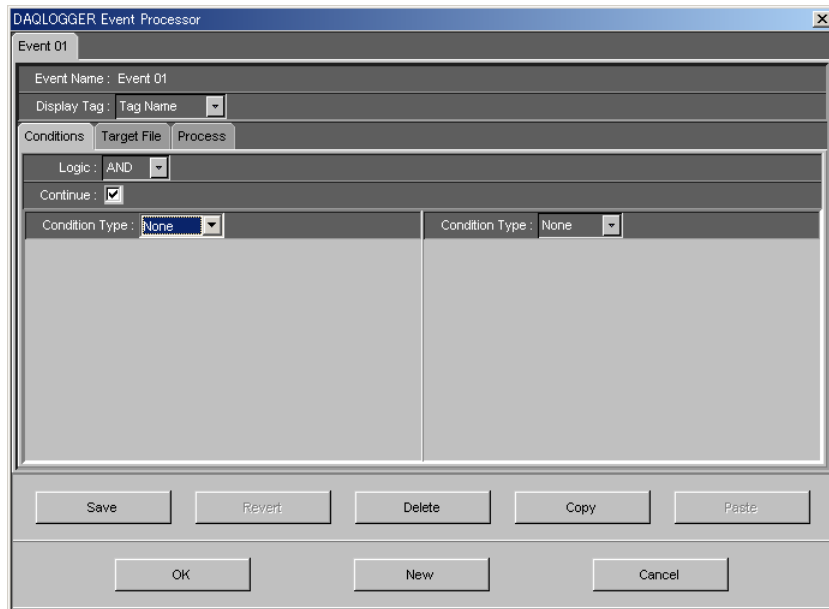 DAQLOGGER Event Processor
Event 01
Event Name : Event 01
Display Tag : Tag Name
Conditions Target File Process
Logic : AND
Continue :
Condition Type : None Condition Type : None
Save Revert Delete Copy Paste
OK New Cancel